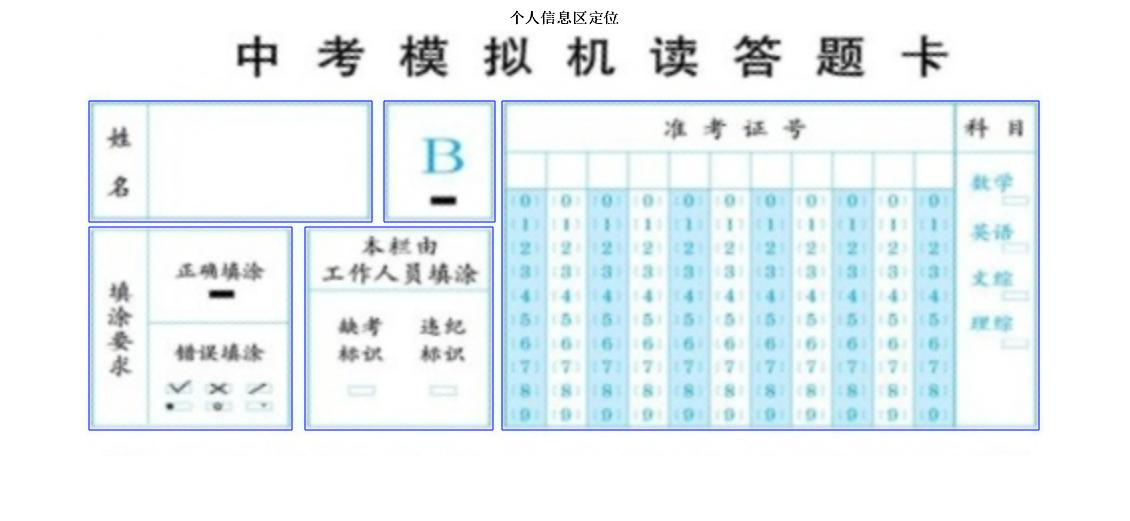 个人信息区定位
中考模拟机读答题卡
姓名
B
准考证号
科目
[0] [0] [0] [0] [0] [0] [0] [0] [0] [0] [0]
[1] [1] [1] [1] [1] [1] [1] [1] [1] [1] [1]
[2] [2] [2] [2] [2] [2] [2] [2] [2] [2] [2]
[3] [3] [3] [3] [3] [3] [3] [3] [3] [3] [3]
[4] [4] [4] [4] [4] [4] [4] [4] [4] [4] [4]
[5] [5] [5] [5] [5] [5] [5] [5] [5] [5] [5]
[6] [6] [6] [6] [6] [6] [6] [6] [6] [6] [6]
[7] [7] [7] [7] [7] [7] [7] [7] [7] [7] [7]
[8] [8] [8] [8] [8] [8] [8] [8] [8] [8] [8]
[9] [9] [9] [9] [9] [9] [9] [9] [9] [9] [9]
数学
英语
文综
理综
填涂要求
正确填涂
错误填涂
本栏由
工作人员填涂
缺考 违纪
标识 标识